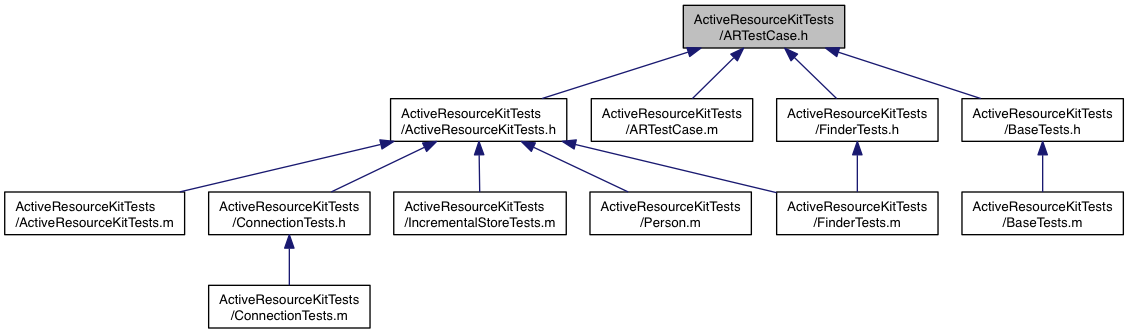 ActiveResourceKitTests
/ARTestCase.h
ActiveResourceKitTests
/ActiveResourceKitTests.h
ActiveResourceKitTests
/ARTestCase.m
ActiveResourceKitTests
/FinderTests.h
ActiveResourceKitTests
/BaseTests.h
ActiveResourceKitTests
/ActiveResourceKitTests.m
ActiveResourceKitTests
/ConnectionTests.h
ActiveResourceKitTests
/IncrementalStoreTests.m
ActiveResourceKitTests
/Person.m
ActiveResourceKitTests
/FinderTests.m
ActiveResourceKitTests
/BaseTests.m
ActiveResourceKitTests
/ConnectionTests.m